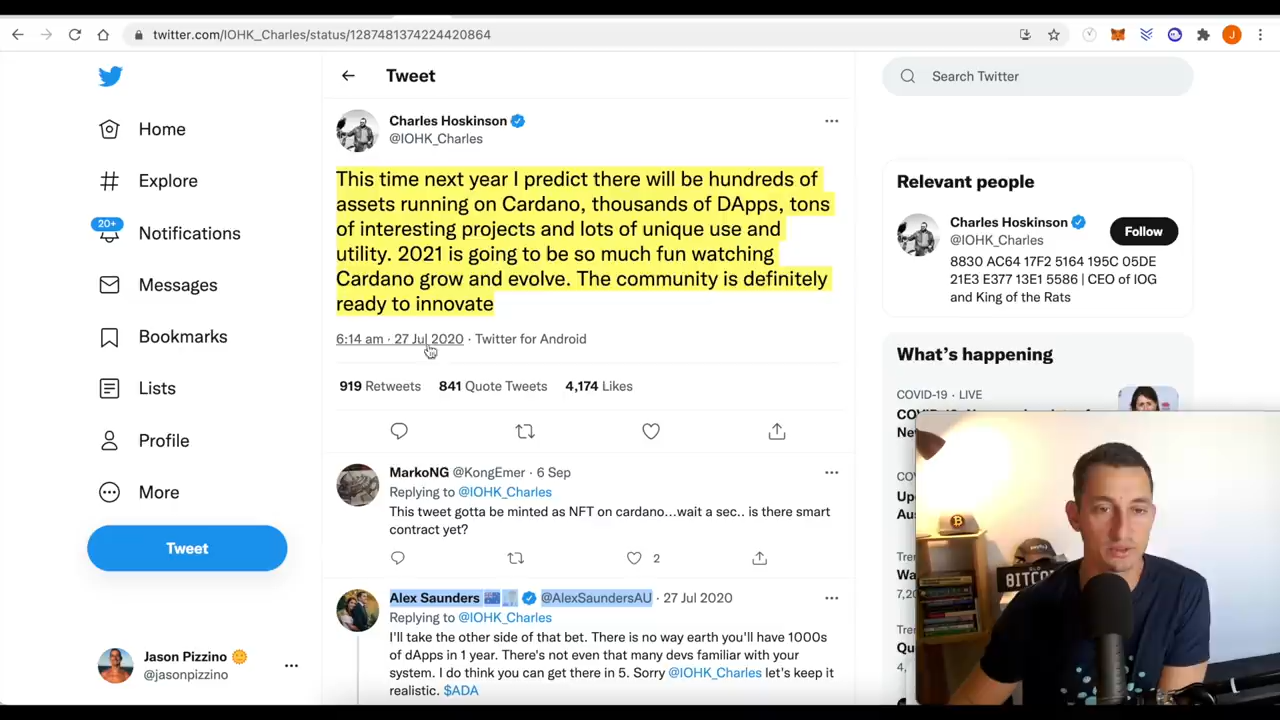 twitter.com/IOHK_Charles/status/1287481374224420864
J
Home
Explore
20+
Notifications
Messages
Bookmarks
Lists
Profile
More
Tweet
Jason Pizzino
@jasonpizzino
Tweet
Charles Hoskinson
@IOHK_Charles
This time next year I predict there will be hundreds of
assets running on Cardano, thousands of DApps, tons
of interesting projects and lots of unique use and
utility. 2021 is going to be so much fun watching
Cardano grow and evolve. The community is definitely
ready to innovate
6:14 am · 27 Jul 2020 · Twitter for Android
919 Retweets 841 Quote Tweets 4,174 Likes
MarkoNG @KongEmer · 6 Sep
Replying to @IOHK_Charles
This tweet gotta be minted as NFT on cardano...wait a sec.. is there smart
contract yet?
2
Alex Saunders @AlexSaundersAU · 27 Jul 2020
Replying to @IOHK_Charles
I'll take the other side of that bet. There is no way earth you'll have 1000s
of dApps in 1 year. There's not even that many devs familiar with your
system. I do think you can get there in 5. Sorry @IOHK_Charles let's keep it
realistic. $ADA
Search Twitter
Relevant people
Charles Hoskinson
@IOHK_Charles
Follow
8830 AC64 17F2 5164 195C 05DE
21E3 E377 13E1 5586 | CEO of IOG
and King of the Rats
What's happening
COVID-19 · LIVE